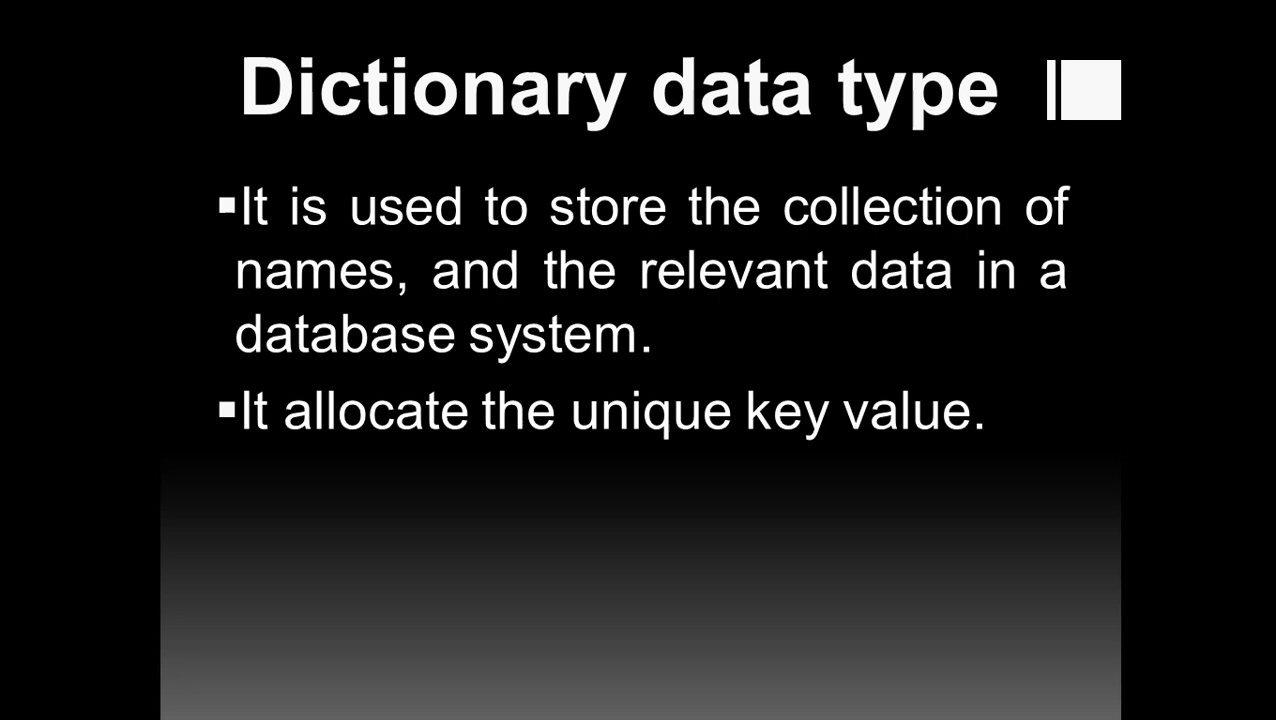 Dictionary data type
▪It is used to store the collection of
names, and the relevant data in a
database system.
▪It allocate the unique key value.